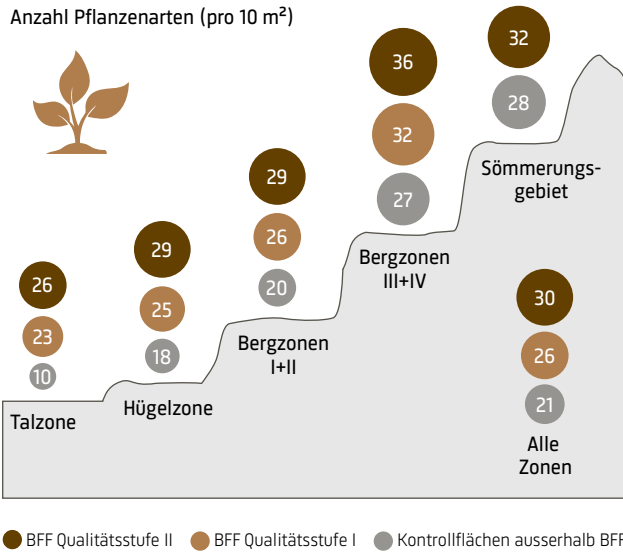 Anzahl Pflanzenarten (pro 10 m²)
36
32
27
32
28
Sömmerungs-
gebiet
29
26
20
Bergzonen
III+IV
29
25
18
26
23
10
30
26
21
Bergzonen
I+II
Talzone
Hügelzone
Alle
Zonen
BFF Qualitätsstufe II BFF Qualitätsstufe I Kontrollflächen ausserhalb BFF